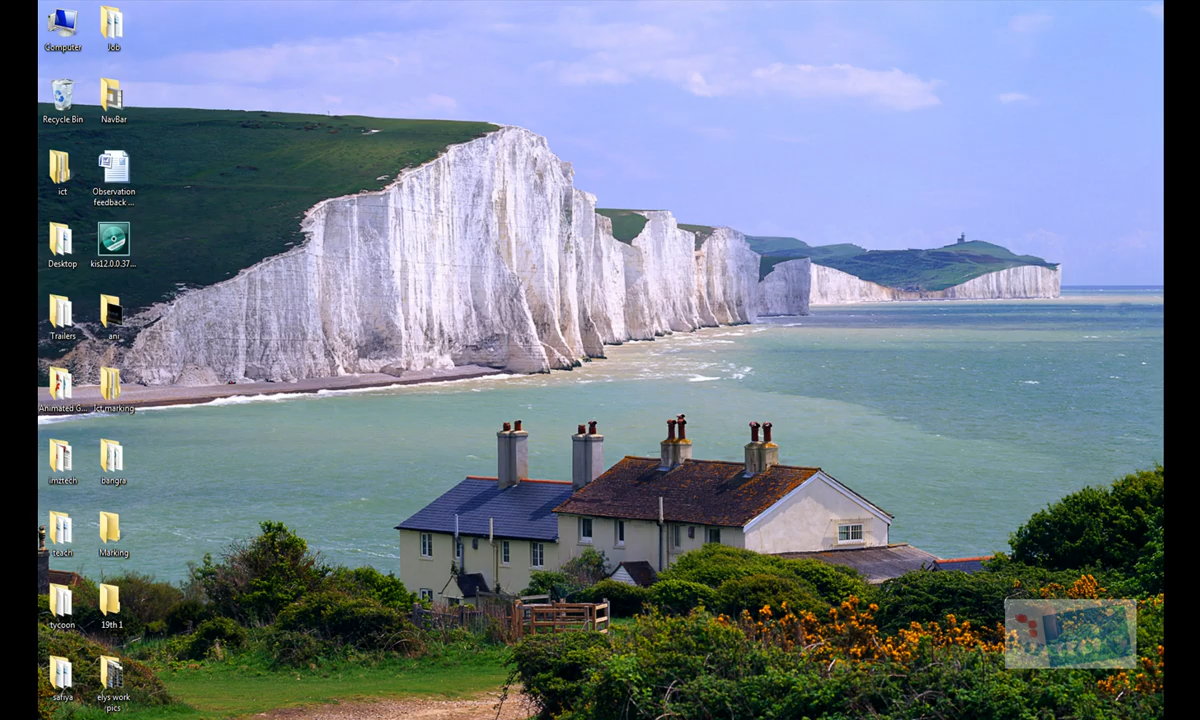 Computer
Job
Recycle Bin
NavBar
ict
Observation
feedback ...
Desktop
kis12.0.0.37...
Trailers
ani
Animated G...
Ict marking
imztech
bangra
teach
Marking
tycoon
19th 1
safiya
elys work
pics